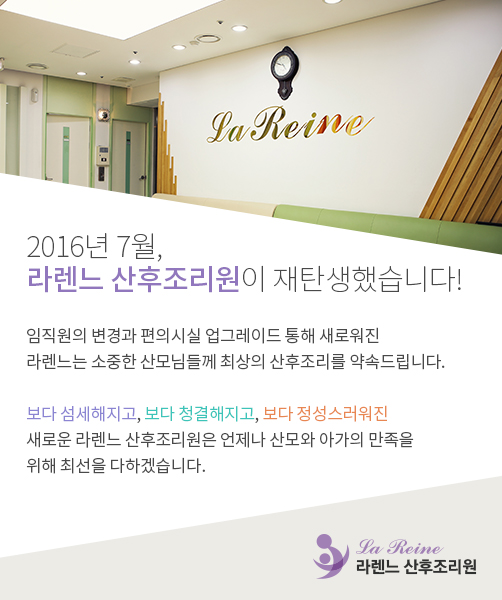 La Reine
2016년 7월,
라렌느 산후조리원이 재탄생했습니다!
임직원의 변경과 편의시실 업그레이드 통해 새로워진
라렌느는 소중한 산모님들께 최상의 산후조리를 약속드립니다.
보다 섬세해지고, 보다 청결해지고, 보다 정성스러워진
새로운 라렌느 산후조리원은 언제나 산모와 아가의 만족을
위해 최선을 다하겠습니다.
La Reine
라렌느 산후조리원